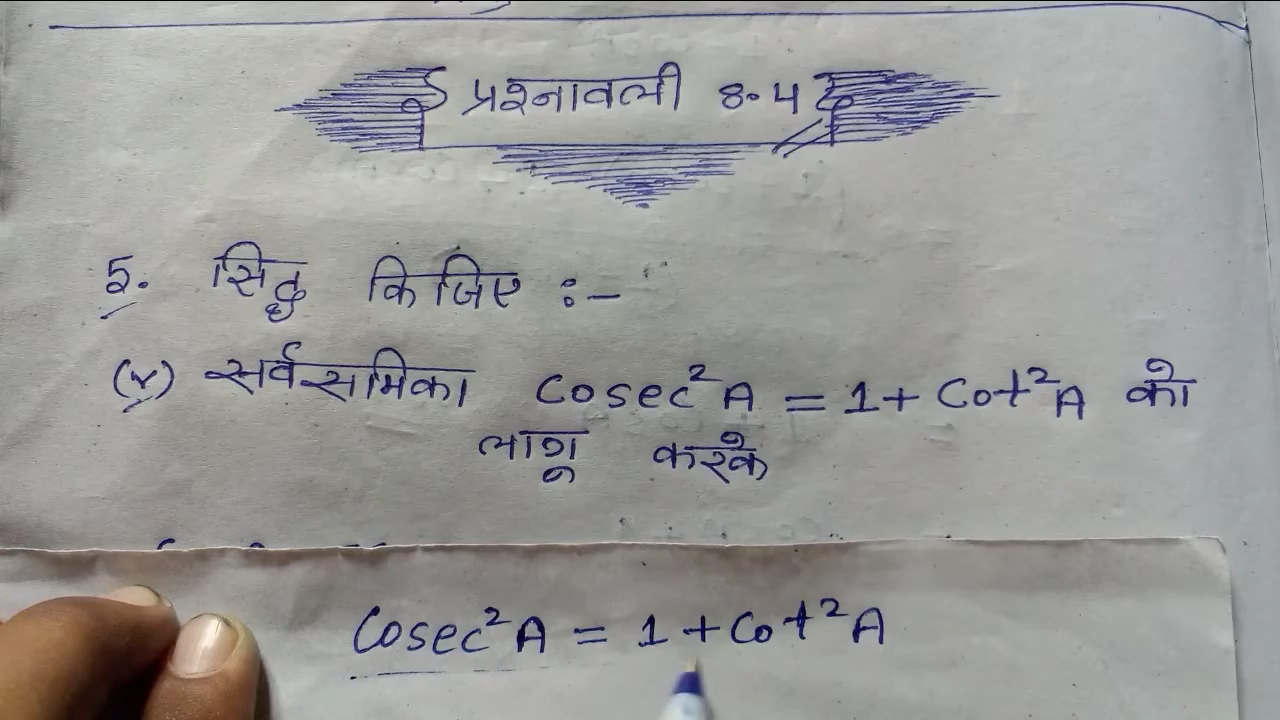 प्रश्नावली 8.4
5. सिद्ध किजिए :-
(v) सर्वसमिका Cosec²A = 1 + Cot²A को
लागू करके
Cosec²A = 1 + Cot²A